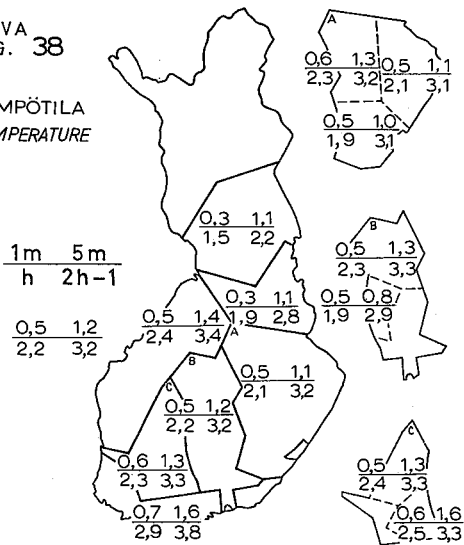 VA
G. 38
MPÖTILA
MPERATURE
1m 5m
h 2h-1
0,5 1,2
2,2 3,2
0,3 1,1
1,5 2,2
0,3 1,1
1,9 2,8
0,5 1,4
2,4 3,4
A
B
C
0,5 1,1
2,1 3,2
0,5 1,2
2,2 3,2
0,6 1,3
2,3 3,3
0,7 1,6
2,9 3,8
A
0,6 1,3
2,3 3,2
0,5 1,1
2,1 3,1
0,5 1,0
1,9 3,1
B
0,5 1,3
2,3 3,3
0,5 0,8
1,9 2,9
C
0,5 1,3
2,4 3,3
0,6 1,6
2,5 3,3